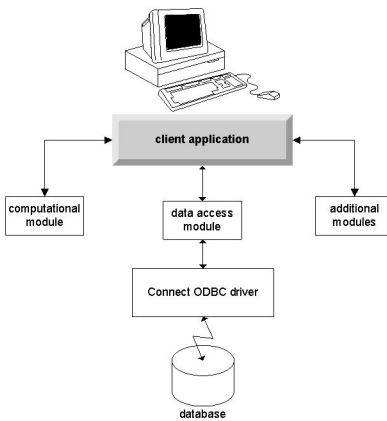 client application
computational
module
data access
module
additional
modules
Connect ODBC driver
database